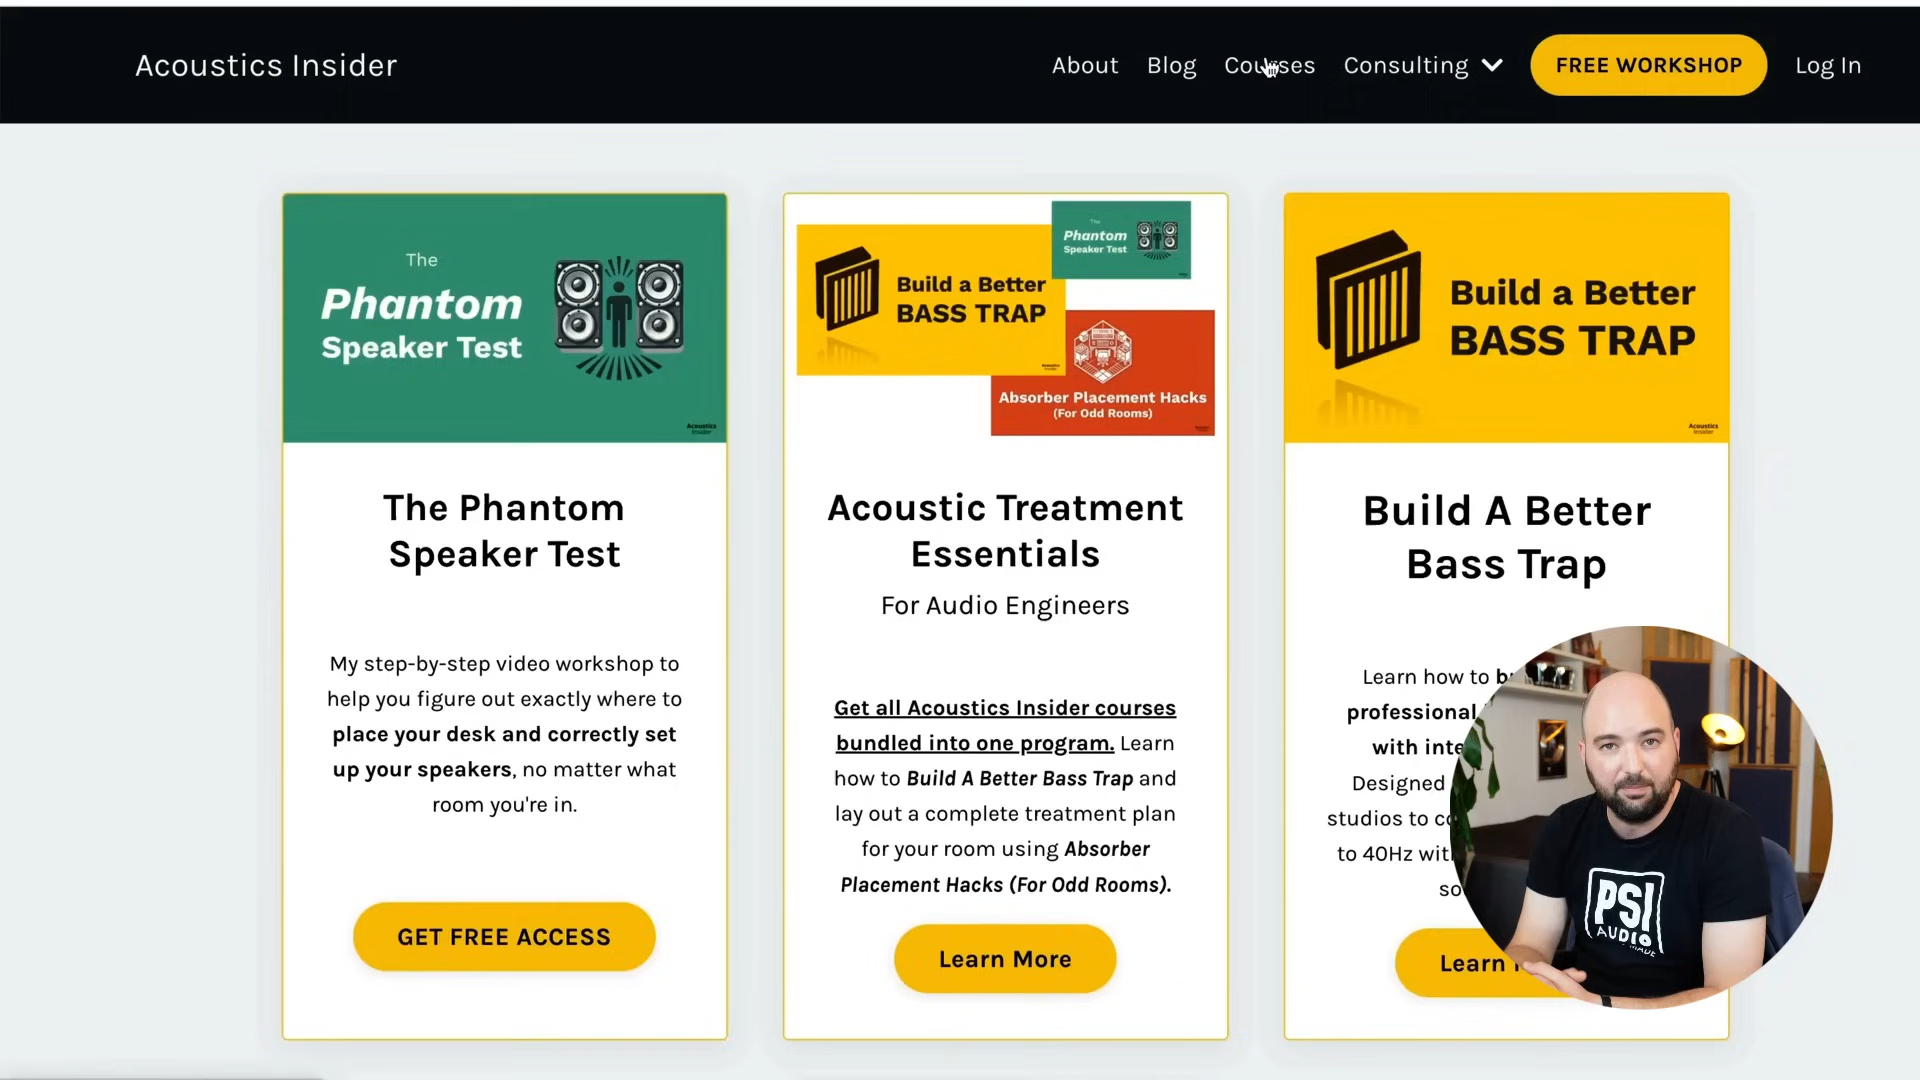 Acoustics Insider
About
Blog
Courses
Consulting
FREE WORKSHOP
Log In
The
Phantom
Speaker Test
Acoustics
Insider
The Phantom
Speaker Test
My step-by-step video workshop to
help you figure out exactly where to
place your desk and correctly set
up your speakers, no matter what
room you're in.
GET FREE ACCESS
The
Phantom
Speaker Test
Build a Better
BASS TRAP
Absorber Placement Hacks
(For Odd Rooms)
Acoustic Treatment
Essentials
For Audio Engineers
Get all Acoustics Insider courses
bundled into one program. Learn
how to Build A Better Bass Trap and
lay out a complete treatment plan
for your room using Absorber
Placement Hacks (For Odd Rooms).
Learn More
Build a Better
BASS TRAP
Acoustics
Insider
Build A Better
Bass Trap
Learn how to
professional
with
Designed
studios to
to 40Hz
Learn
PSI
AUDIO